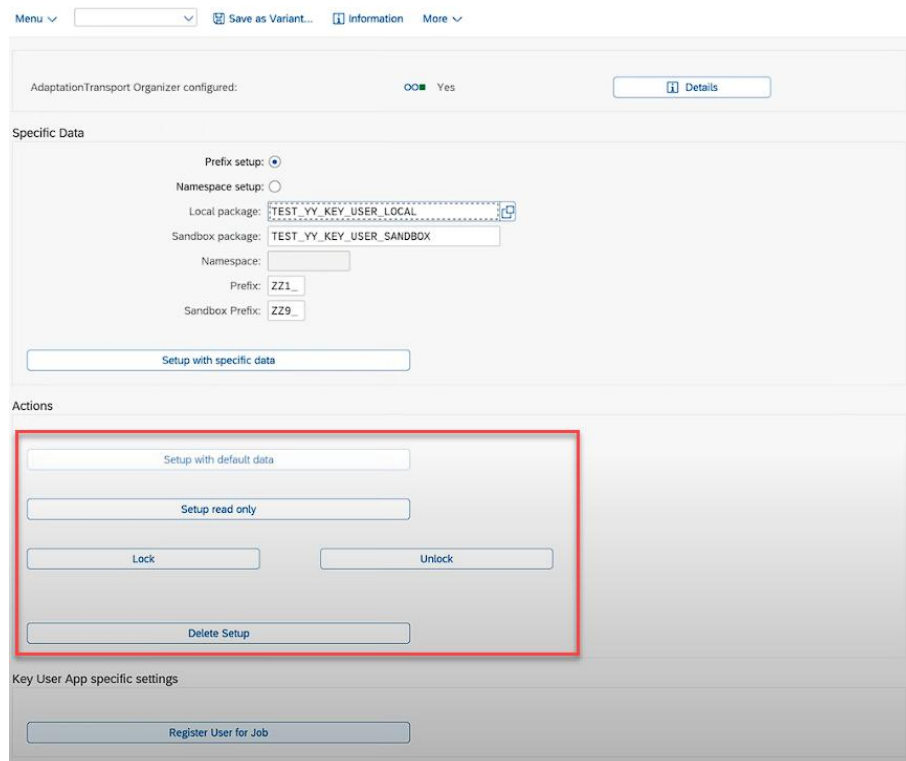 Menu Save as Variant... Information More
AdaptationTransport Organizer configured: Yes Details
Specific Data
Prefix setup:
Namespace setup:
Local package: TEST_YY_KEY_USER_LOCAL
Sandbox package: TEST_YY_KEY_USER_SANDBOX
Namespace:
Prefix: ZZ1_
Sandbox Prefix: ZZ9_
Setup with specific data
Actions
Setup with default data
Setup read only
Lock Unlock
Delete Setup
Key User App specific settings
Register User for Job